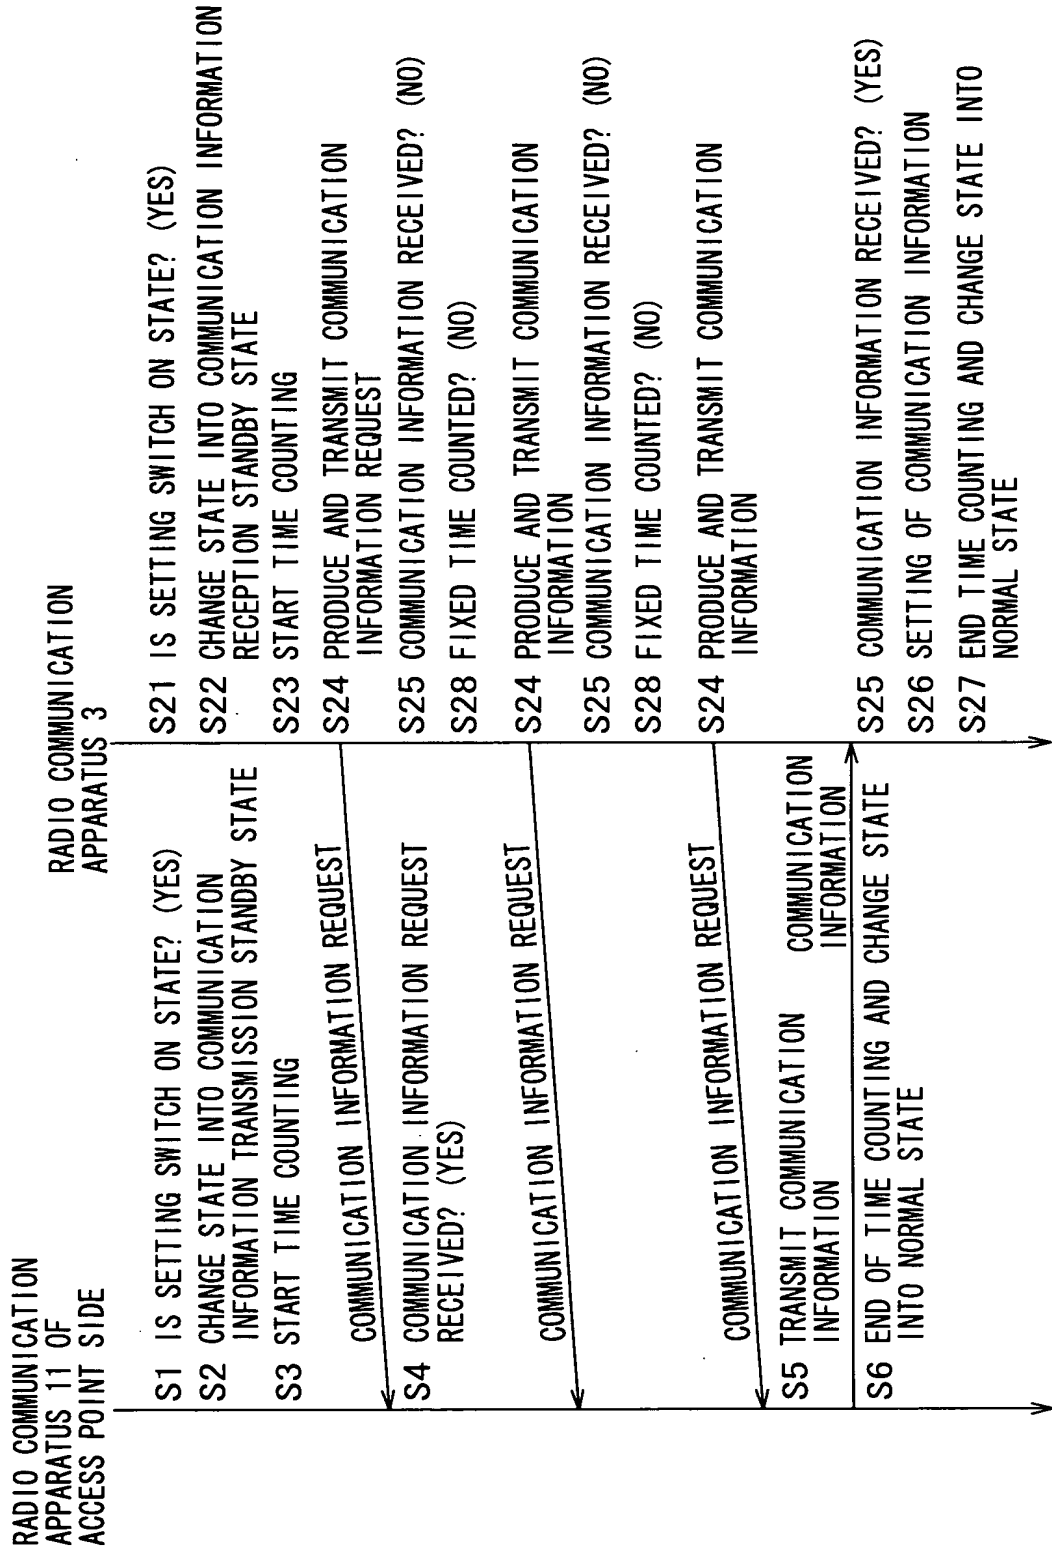 RADIO COMMUNICATION
APPARATUS 11 OF
ACCESS POINT SIDE
RADIO COMMUNICATION
APPARATUS 3
S1 IS SETTING SWITCH ON STATE? (YES)
S2 CHANGE STATE INTO COMMUNICATION
INFORMATION TRANSMISSION STANDBY STATE
S3 START TIME COUNTING
COMMUNICATION INFORMATION REQUEST
S4 COMMUNICATION INFORMATION REQUEST
RECEIVED? (YES)
COMMUNICATION INFORMATION REQUEST
COMMUNICATION INFORMATION REQUEST
S5 TRANSMIT COMMUNICATION
INFORMATION
COMMUNICATION
INFORMATION
S6 END OF TIME COUNTING AND CHANGE STATE
INTO NORMAL STATE
S21 IS SETTING SWITCH ON STATE? (YES)
S22 CHANGE STATE INTO COMMUNICATION INFORMATION
RECEPTION STANDBY STATE
S23 START TIME COUNTING
S24 PRODUCE AND TRANSMIT COMMUNICATION
INFORMATION REQUEST
S25 COMMUNICATION INFORMATION RECEIVED? (NO)
S28 FIXED TIME COUNTED? (NO)
S24 PRODUCE AND TRANSMIT COMMUNICATION
INFORMATION
S25 COMMUNICATION INFORMATION RECEIVED? (NO)
S28 FIXED TIME COUNTED? (NO)
S24 PRODUCE AND TRANSMIT COMMUNICATION
INFORMATION
S25 COMMUNICATION INFORMATION RECEIVED? (YES)
S26 SETTING OF COMMUNICATION INFORMATION
S27 END TIME COUNTING AND CHANGE STATE INTO
NORMAL STATE